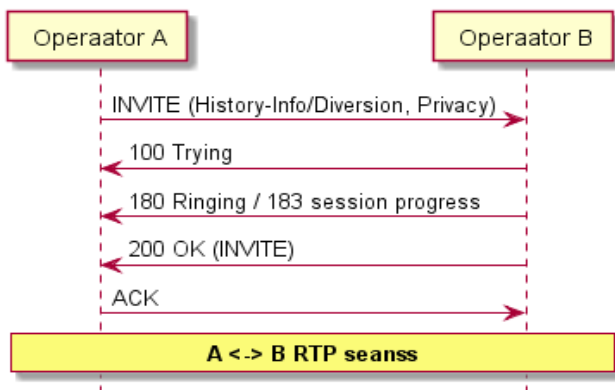 Operaator A
Operaator B
INVITE (History-Info/Diversion, Privacy)
100 Trying
180 Ringing / 183 session progress
200 OK (INVITE)
ACK
A <-> B RTP seanss